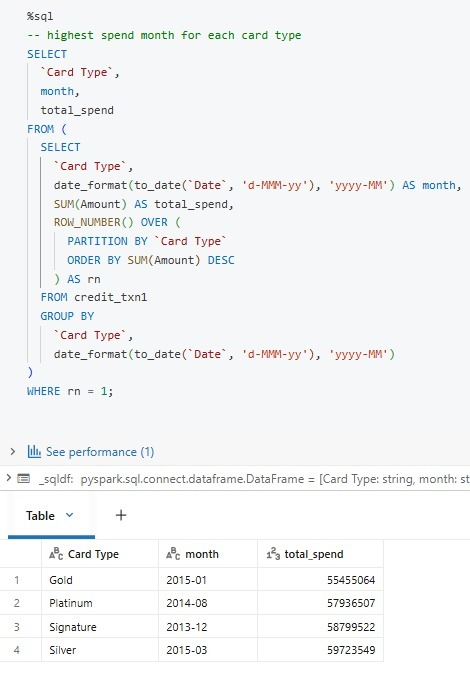 %sql
-- highest spend month for each card type
SELECT
`Card Type`,
month,
total_spend
FROM (
SELECT
`Card Type`,
date_format(to_date(`Date`, 'd-MMM-yy'), 'yyyy-MM') AS month,
SUM(Amount) AS total_spend,
ROW_NUMBER() OVER (
PARTITION BY `Card Type`
ORDER BY SUM(Amount) DESC
) AS rn
FROM credit_txn1
GROUP BY
`Card Type`,
date_format(to_date(`Date`, 'd-MMM-yy'), 'yyyy-MM')
)
WHERE rn = 1;
See performance (1)
_sqldf: pyspark.sql.connect.dataframe.DataFrame = [Card Type: string, month: st
Table
Card Type month total_spend
1 Gold 2015-01 55455064
2 Platinum 2014-08 57936507
3 Signature 2013-12 58799522
4 Silver 2015-03 59723549